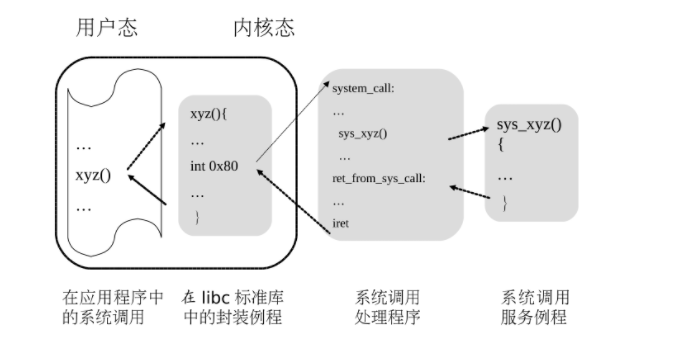 用户态
内核态
…
xyz()
…
xyz(){
…
int 0x80
…
}
system_call:
…
sys_xyz()
…
ret_from_sys_call:
…
iret
sys_xyz()
{
…
}
在应用程序中
的系统调用
在 libc 标准库
中的封装例程
系统调用
处理程序
系统调用
服务例程